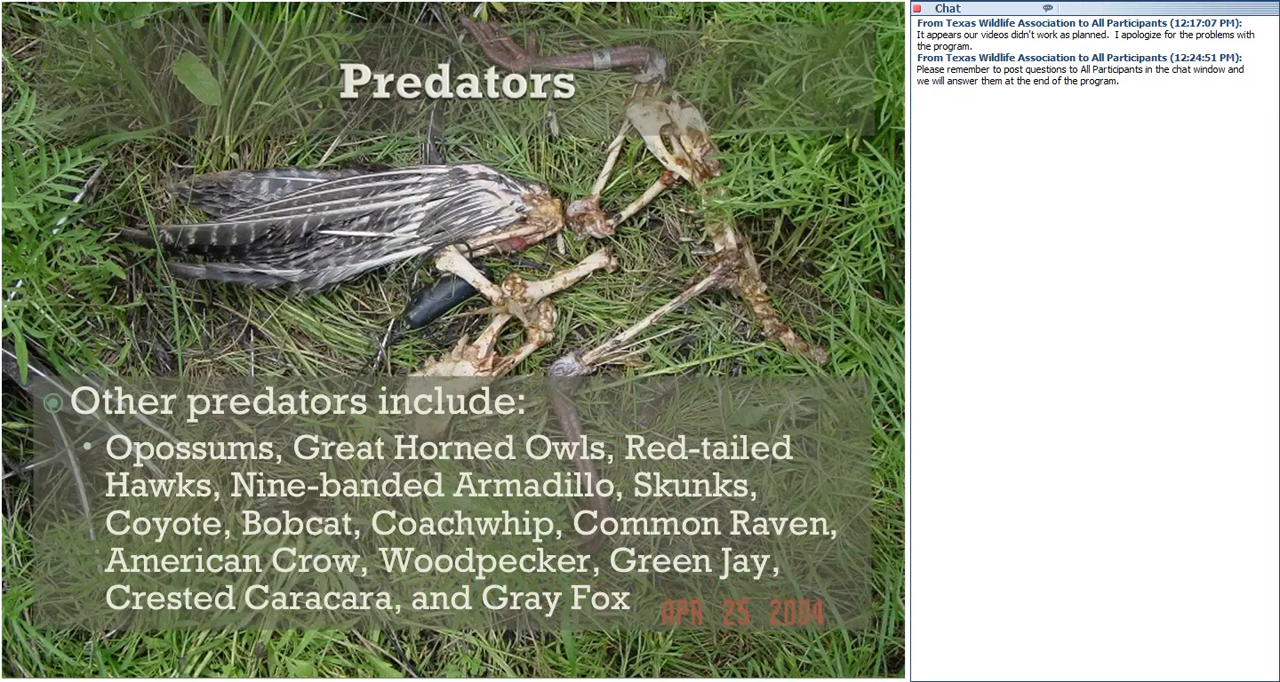 Predators
Other predators include:
Opossums, Great Horned Owls, Red-tailed
Hawks, Nine-banded Armadillo, Skunks,
Coyote, Bobcat, Coachwhip, Common Raven,
American Crow, Woodpecker, Green Jay,
Crested Caracara, and Gray Fox
APR 25 2004
Chat
From Texas Wildlife Association to All Participants (12:17:07 PM):
It appears our videos didn't work as planned.  I apologize for the problems with
the program.
From Texas Wildlife Association to All Participants (12:24:51 PM):
Please remember to post questions to All Participants in the chat window and
we will answer them at the end of the program.